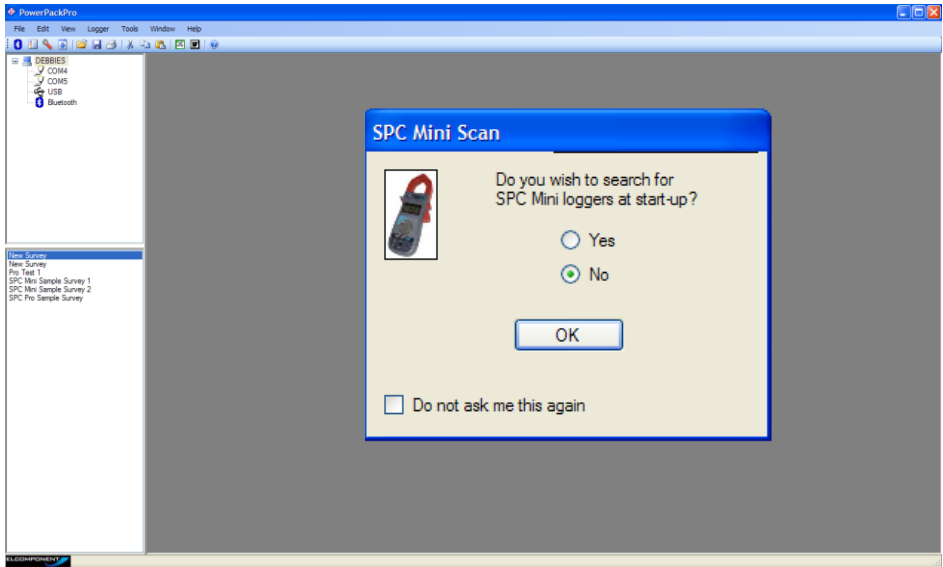 PowerPackPro
File Edit View Logger Tools Window Help
DEBBIES
COM4
COM5
USB
Bluetooth
New Survey
New Survey
Pro Test 1
SPC Mini Sample Survey 1
SPC Mini Sample Survey 2
SPC Pro Sample Survey
SPC Mini Scan
Do you wish to search for
SPC Mini loggers at start-up?
Yes
No
OK
Do not ask me this again
ELCOMPONENT